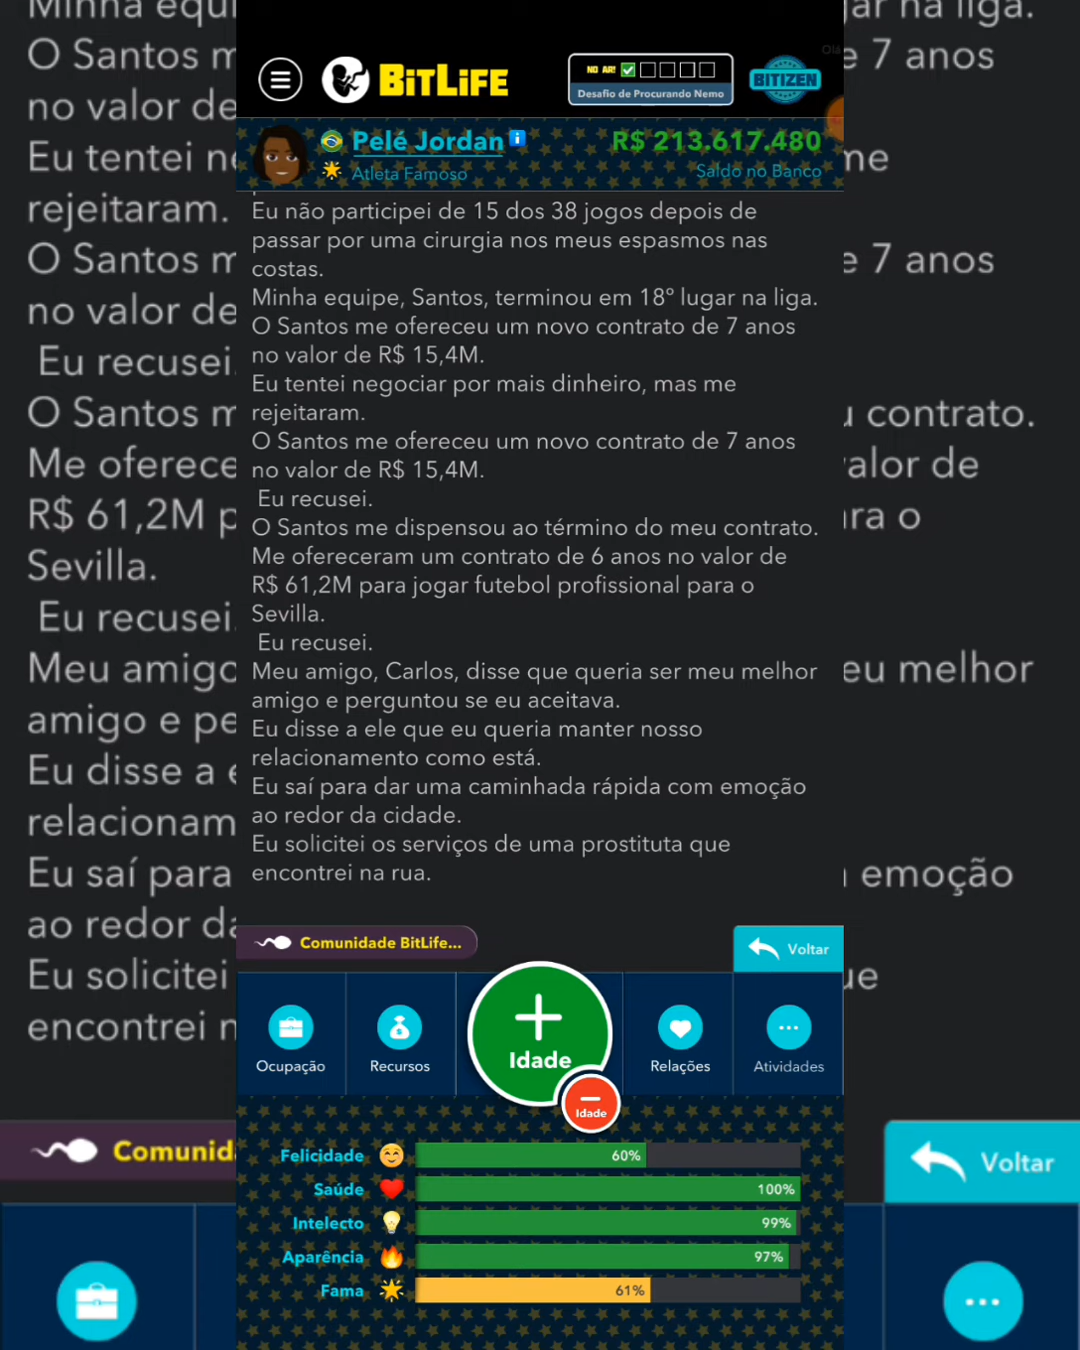 BitLife
NO AR!
Desafio de Procurando Nemo
BITIZEN
Pelé Jordan
R$ 213.617.480
Atleta Famoso
Saldo no Banco
Eu não participei de 15 dos 38 jogos depois de
passar por uma cirurgia nos meus espasmos nas
costas.
Minha equipe, Santos, terminou em 18º lugar na liga.
O Santos me ofereceu um novo contrato de 7 anos
no valor de R$ 15,4M.
Eu tentei negociar por mais dinheiro, mas me
rejeitaram.
O Santos me ofereceu um novo contrato de 7 anos
no valor de R$ 15,4M.
Eu recusei.
O Santos me dispensou ao término do meu contrato.
Me ofereceram um contrato de 6 anos no valor de
R$ 61,2M para jogar futebol profissional para o
Sevilla.
Eu recusei.
Meu amigo, Carlos, disse que queria ser meu melhor
amigo e perguntou se eu aceitava.
Eu disse a ele que eu queria manter nosso
relacionamento como está.
Eu saí para dar uma caminhada rápida com emoção
ao redor da cidade.
Eu solicitei os serviços de uma prostituta que
encontrei na rua.
Comunidade BitLife...
Voltar
Ocupação
Recursos
Idade
Relações
Atividades
Idade
Felicidade 60%
Saúde 100%
Intelecto 99%
Aparência 97%
Fama 61%